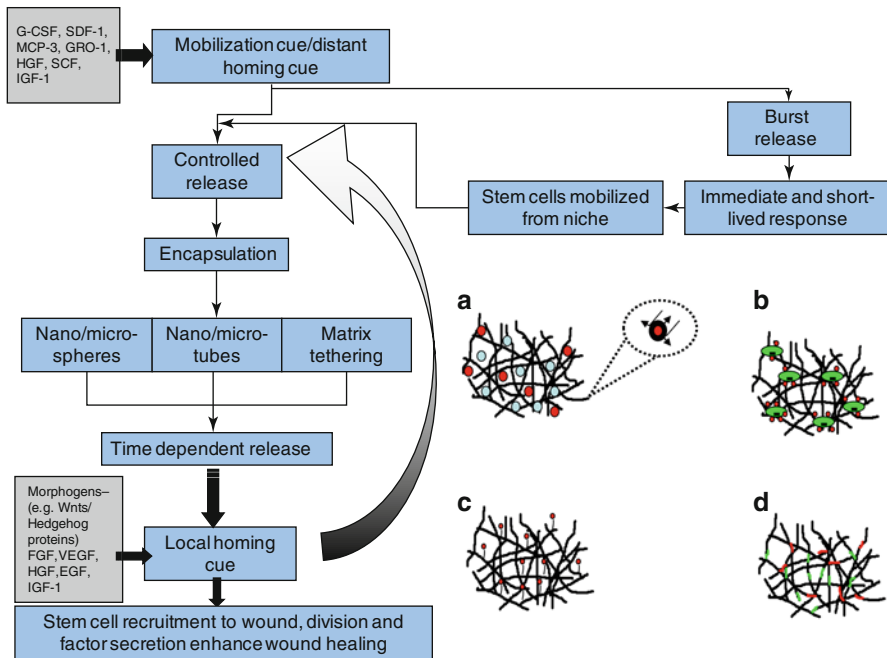 G-CSF, SDF-1,
MCP-3, GRO-1,
HGF, SCF,
IGF-1
Mobilization cue/distant
homing cue
Burst
release
Controlled
release
Stem cells mobilized
from niche
Immediate and short-
lived response
Encapsulation
Nano/micro-
spheres
Nano/micro-
tubes
Matrix
tethering
Time dependent release
Morphogens–
(e.g. Wnts/
Hedgehog
proteins)
FGF,VEGF,
HGF,EGF,
IGF-1
Local homing
cue
Stem cell recruitment to wound, division and
factor secretion enhance wound healing
a
b
c
d